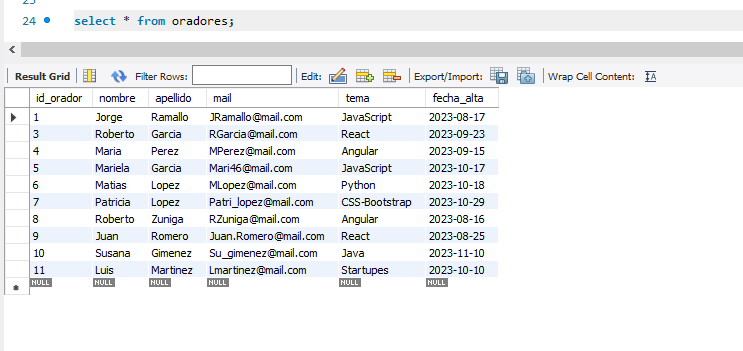 25
24 select * from oradores;
Result Grid Filter Rows: Edit: Export/Import: Wrap Cell Content:
id_orador nombre apellido mail tema fecha_alta
1 Jorge Ramallo JRamallo@mail.com JavaScript 2023-08-17
3 Roberto Garcia RGarcia@mail.com React 2023-09-23
4 Maria Perez MPerez@mail.com Angular 2023-09-15
5 Mariela Garcia Mari46@mail.com JavaScript 2023-10-17
6 Matias Lopez MLopez@mail.com Python 2023-10-18
7 Patricia Lopez Patri_lopez@mail.com CSS-Bootstrap 2023-10-29
8 Roberto Zuniga RZuniga@mail.com Angular 2023-08-16
9 Juan Romero Juan.Romero@mail.com React 2023-08-25
10 Susana Gimenez Su_gimenez@mail.com Java 2023-11-10
11 Luis Martinez Lmartinez@mail.com Startupes 2023-10-10
NULL NULL NULL NULL NULL NULL